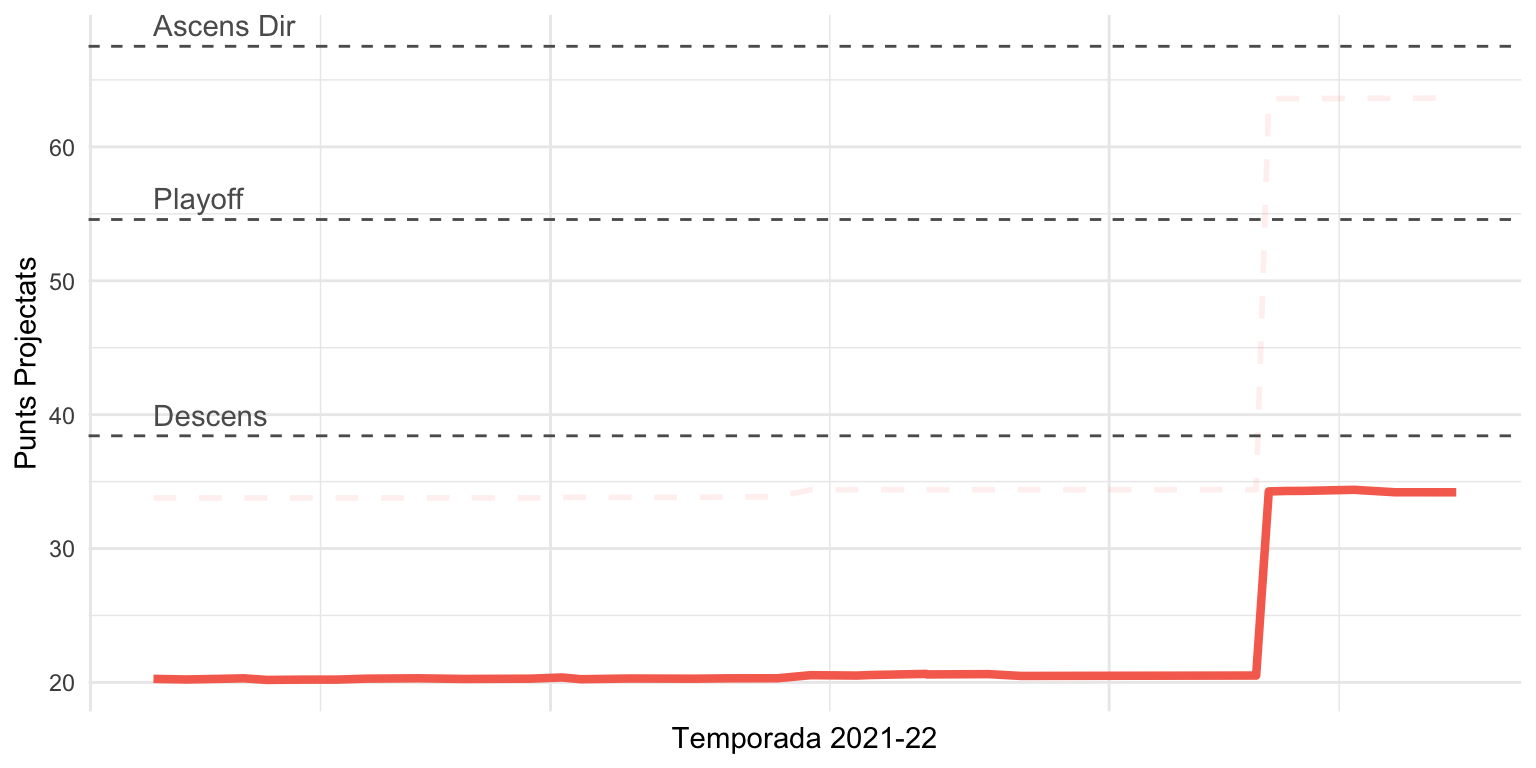 Ascens Dir
60
Playoff
50
Punts Projectats
40
Descens
30
20
Temporada 2021-22